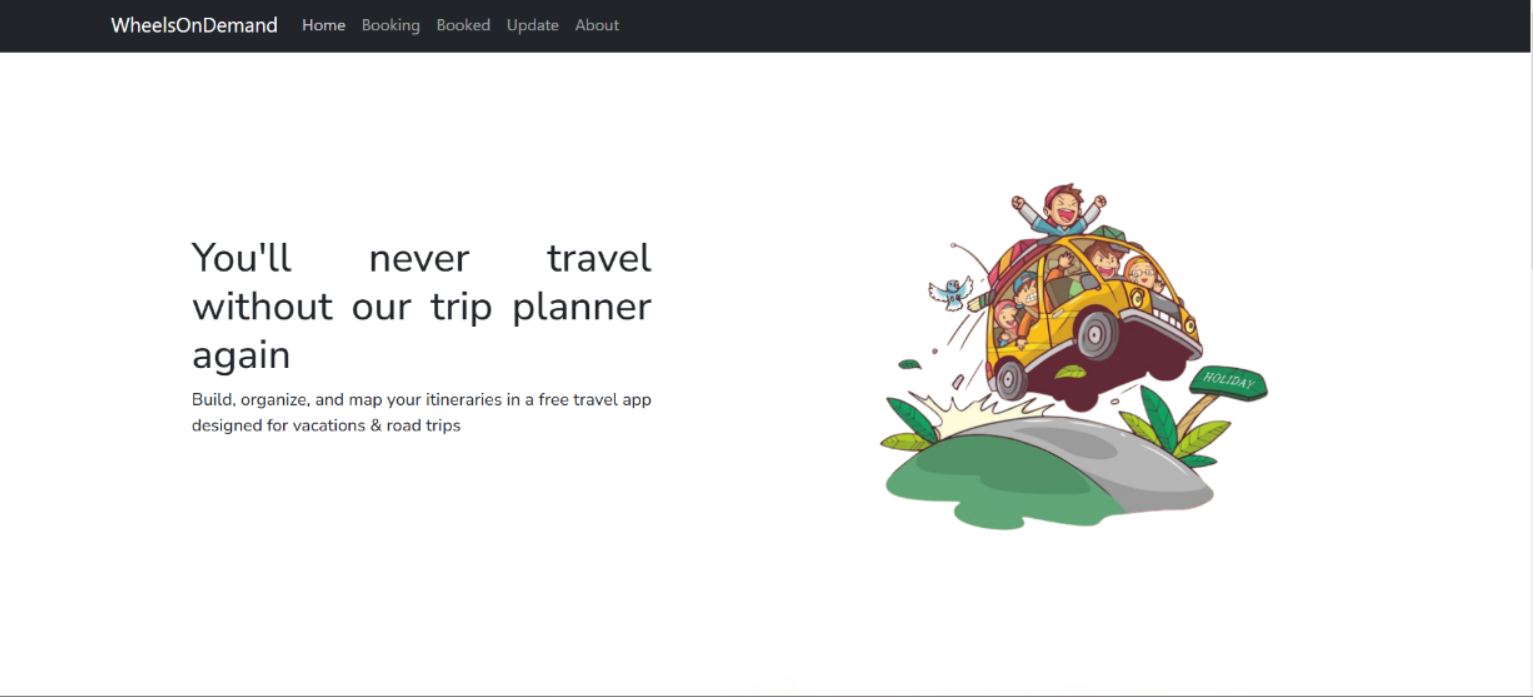 WheelsOnDemand Home Booking Booked Update About
You'll never travel
without our trip planner
again
Build, organize, and map your itineraries in a free travel app
designed for vacations & road trips
HOLIDAY